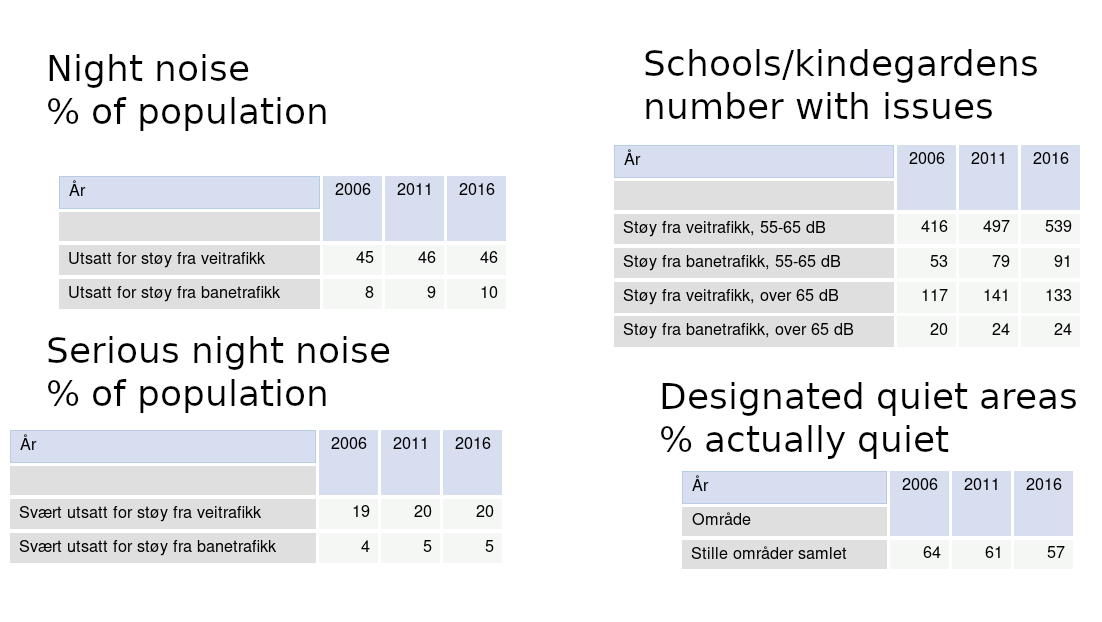 Night noise
% of population
År 2006 2011 2016
Utsatt for støy fra veitrafikk 45 46 46
Utsatt for støy fra banetrafikk 8 9 10
Serious night noise
% of population
År 2006 2011 2016
Svært utsatt for støy fra veitrafikk 19 20 20
Svært utsatt for støy fra banetrafikk 4 5 5
Schools/kindegardens
number with issues
År 2006 2011 2016
Støy fra veitrafikk, 55-65 dB 416 497 539
Støy fra banetrafikk, 55-65 dB 53 79 91
Støy fra veitrafikk, over 65 dB 117 141 133
Støy fra banetrafikk, over 65 dB 20 24 24
Designated quiet areas
% actually quiet
År 2006 2011 2016
Område
Stille områder samlet 64 61 57